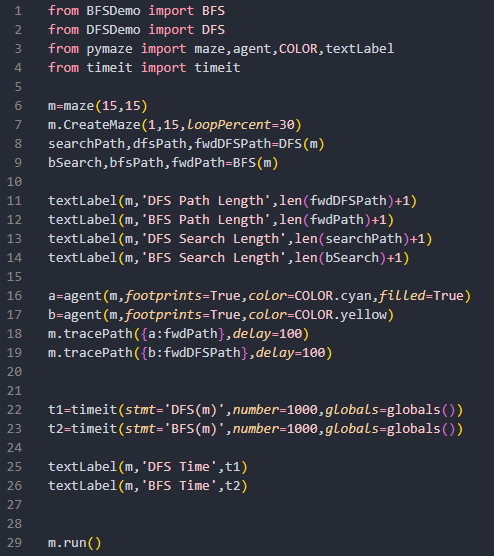 1 from BFSDemo import BFS
2 from DFSDemo import DFS
3 from pymaze import maze,agent,COLOR,textLabel
4 from timeit import timeit
5
6 m=maze(15,15)
7 m.CreateMaze(1,15,loopPercent=30)
8 searchPath,dfsPath,fwdDFSPath=DFS(m)
9 bSearch,bfsPath,fwdPath=BFS(m)
10
11 textLabel(m,'DFS Path Length',len(fwdDFSPath)+1)
12 textLabel(m,'BFS Path Length',len(fwdPath)+1)
13 textLabel(m,'DFS Search Length',len(searchPath)+1)
14 textLabel(m,'BFS Search Length',len(bSearch)+1)
15
16 a=agent(m,footprints=True,color=COLOR.cyan,filled=True)
17 b=agent(m,footprints=True,color=COLOR.yellow)
18 m.tracePath({a:fwdPath},delay=100)
19 m.tracePath({b:fwdDFSPath},delay=100)
20
21
22 t1=timeit(stmt='DFS(m)',number=1000,globals=globals())
23 t2=timeit(stmt='BFS(m)',number=1000,globals=globals())
24
25 textLabel(m,'DFS Time',t1)
26 textLabel(m,'BFS Time',t2)
27
28
29 m.run()